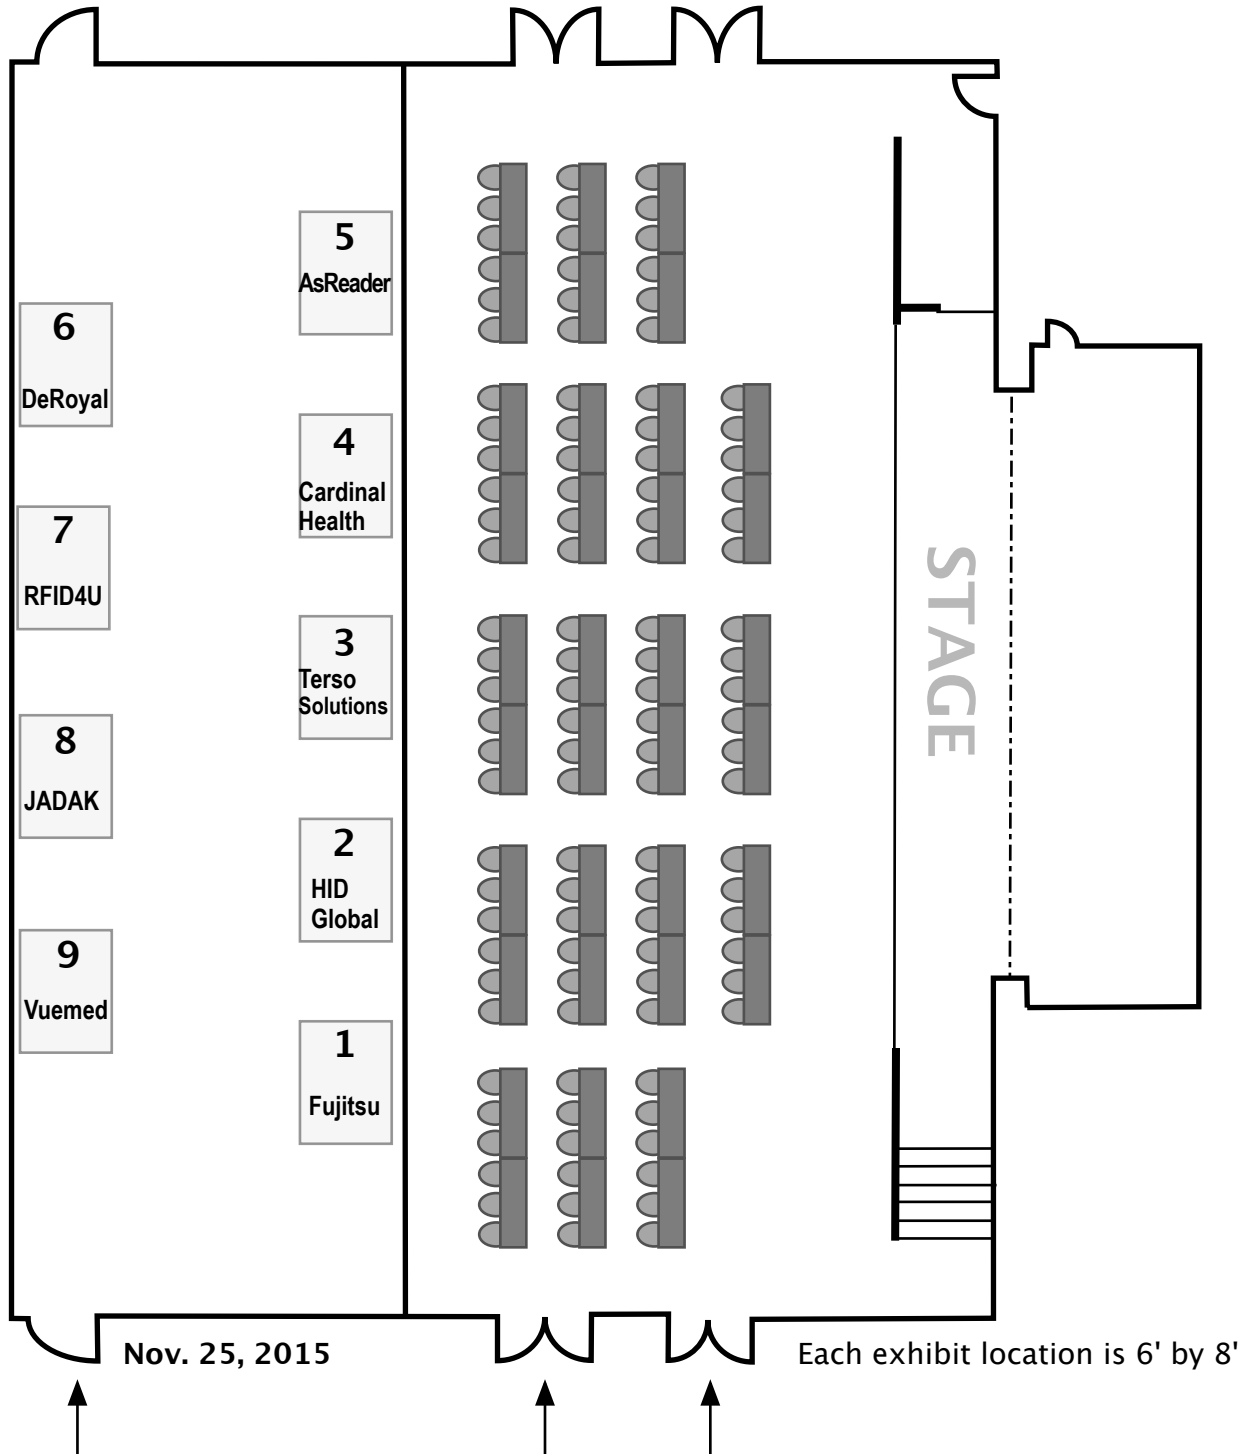 5
AsReader
6
DeRoyal
4
Cardinal
Health
7
RFID4U
3
Terso
Solutions
STAGE
8
JADAK
2
HID
Global
9
Vuemed
1
Fujitsu
Nov. 25, 2015
Each exhibit location is 6' by 8'